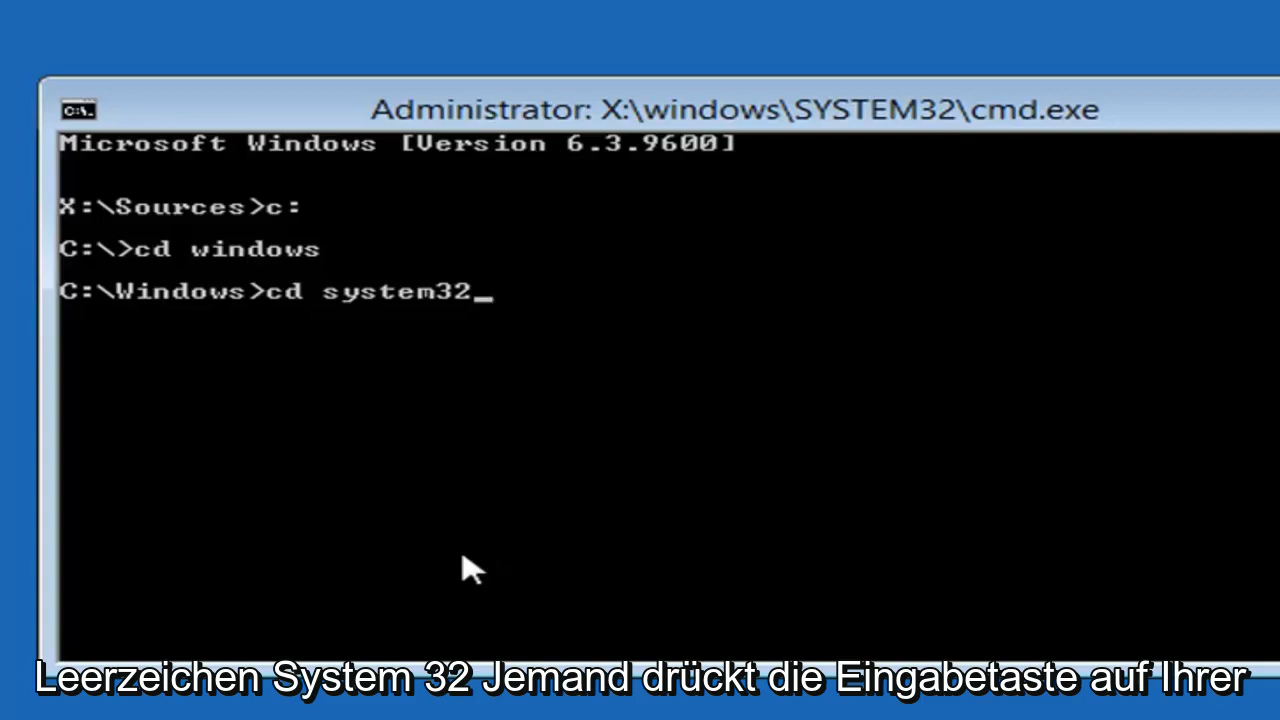 C:\.
Administrator: X:\windows\SYSTEM32\cmd.exe
Microsoft Windows [Version 6.3.9600]
X:\Sources>c:
C:\>cd windows
C:\Windows>cd system32_
Leerzeichen System 32 Jemand drückt die Eingabetaste auf Ihrer